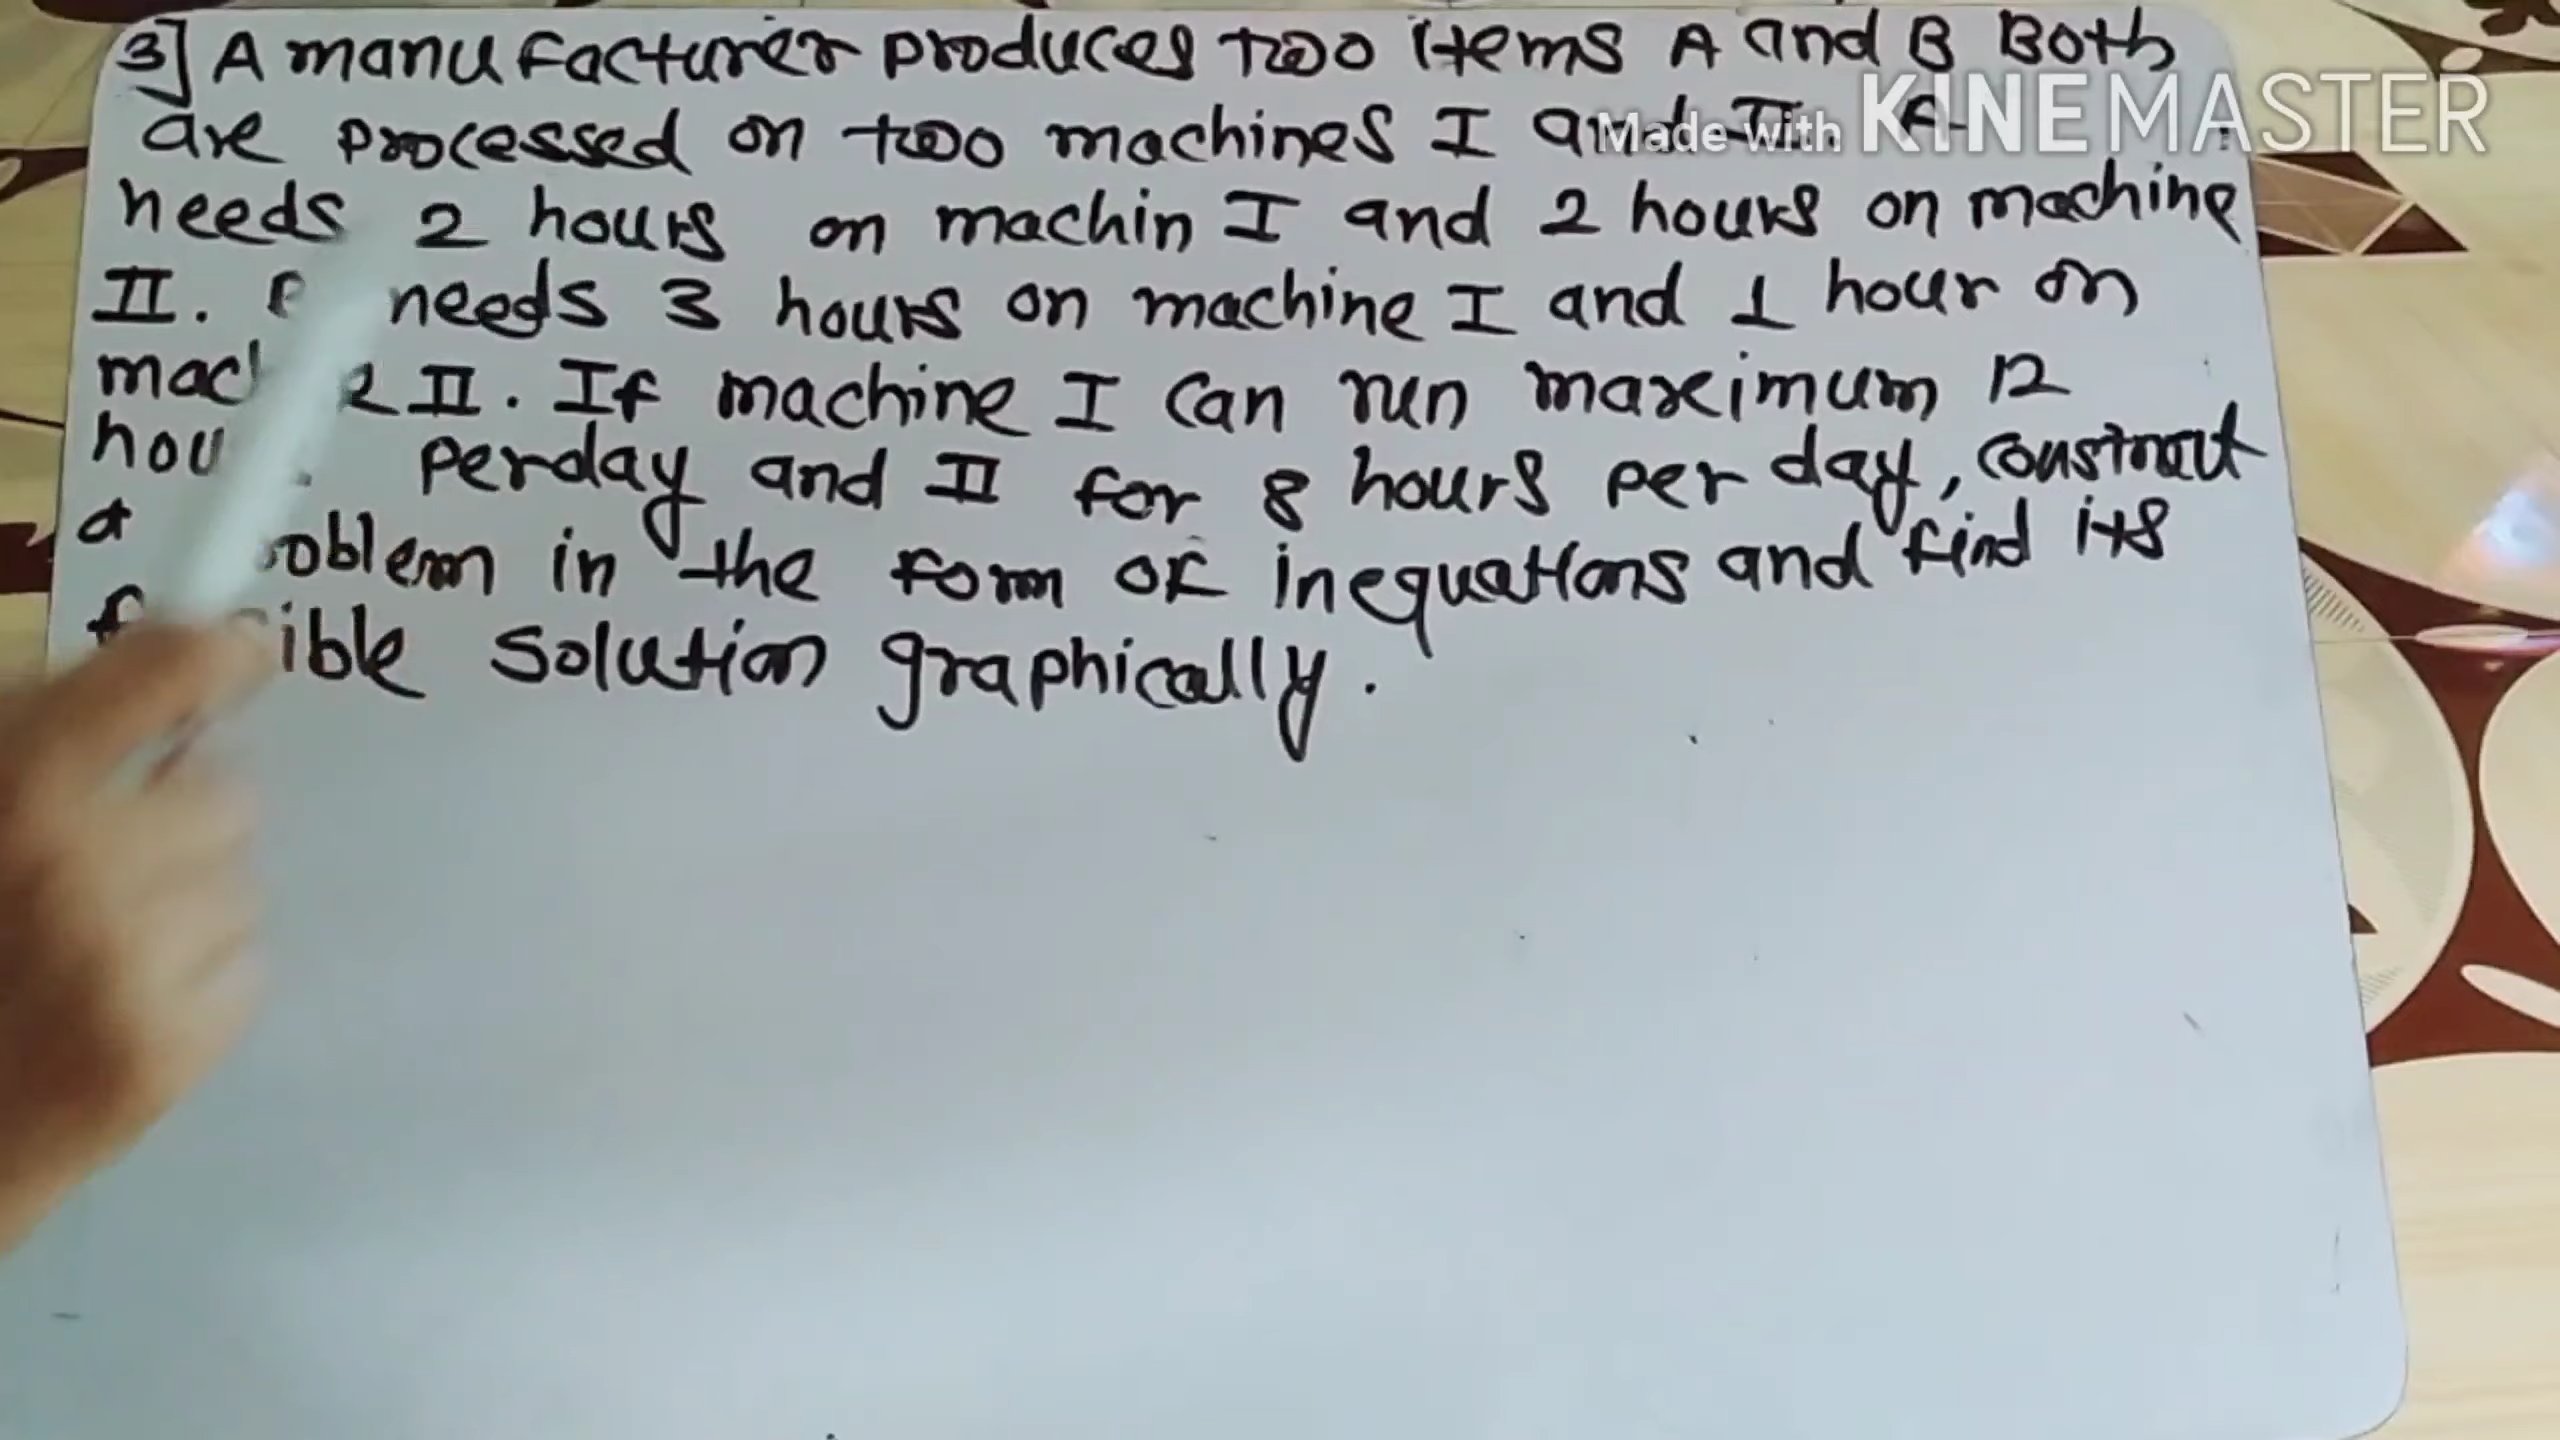 3] A manufacturer produces two items A and B Both
are processed on two machines I and II. A
needs 2 hours on machin I and 2 hours on machine
II. needs 3 hours on machine I and 1 hour on
II. If machine I can run maximum 12
perday and II for 8 hours per day, construct
a in the form of inequations and find its
solution graphically.
Made with KINEMASTER